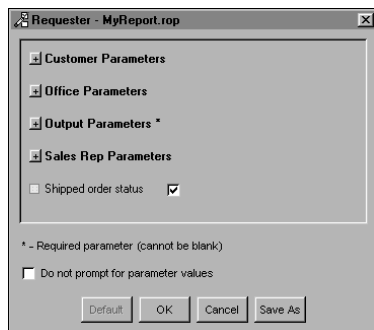 Requester - MyReport.rop
Customer Parameters
Office Parameters
Output Parameters *
Sales Rep Parameters
Shipped order status
* - Required parameter (cannot be blank)
Do not prompt for parameter values
Default OK Cancel Save As